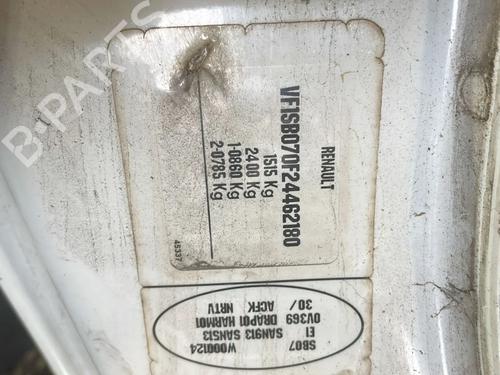 RENAULT
VF1SB070F24462180
1515 Kg
2400 Kg
1-0860 Kg
2-0785 Kg
45337
SB07 W000124
E1 SAN913 SAN513
0V369 DRAP01 HARM01
30/ ACFK NRTV
B-PARTS